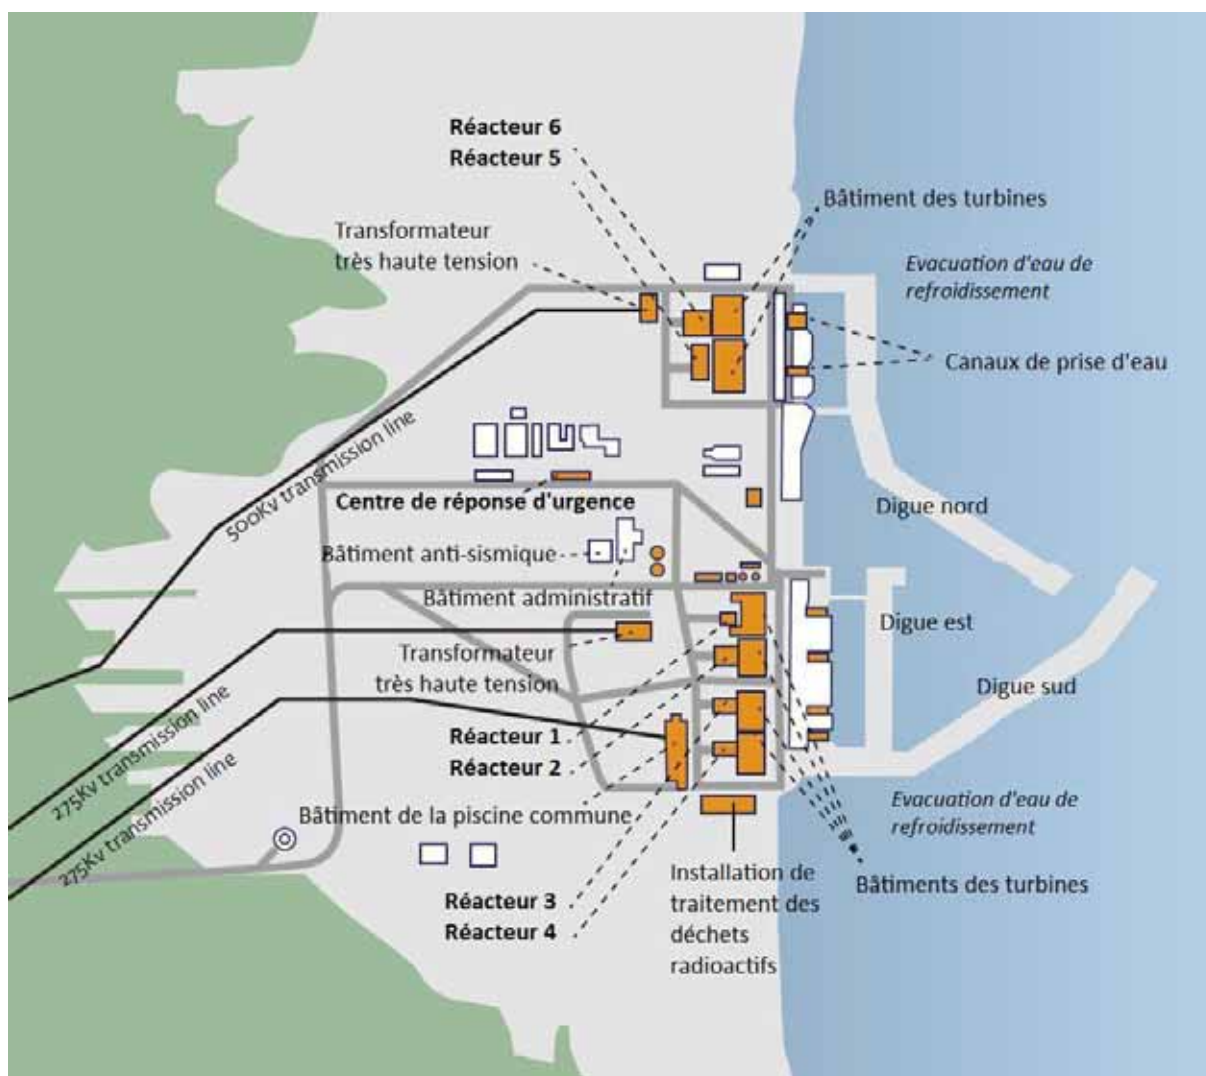 Réacteur 6
Réacteur 5
Bâtiment des turbines
Transformateur
très haute tension
Evacuation d'eau de
refroidissement
Canaux de prise d'eau
500Kv transmission line
Centre de réponse d'urgence
Digue nord
Bâtiment anti-sismique
Bâtiment administratif
Digue est
Transformateur
très haute tension
Digue sud
275Kv transmission line
Réacteur 1
Réacteur 2
275Kv transmission line
Bâtiment de la piscine commune
Evacuation d'eau de
refroidissement
Installation de
traitement des
déchets
radioactifs
Bâtiments des turbines
Réacteur 3
Réacteur 4